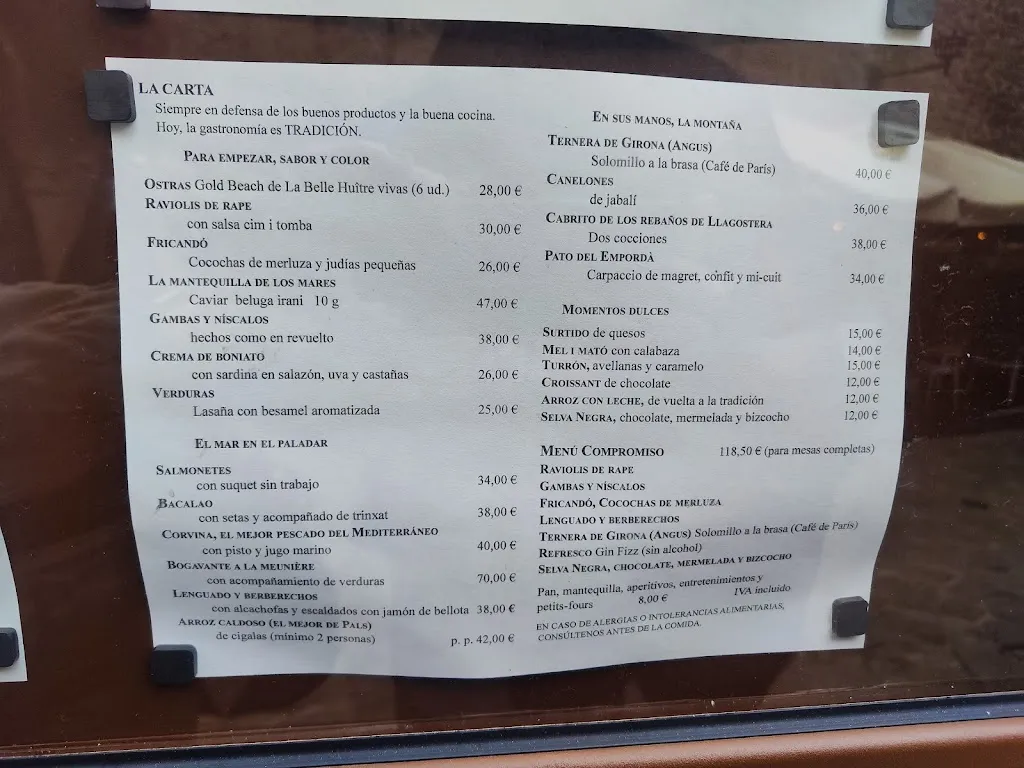 LA CARTA
Siempre en defensa de los buenos productos y la buena cocina.
Hoy, la gastronomía es TRADICIÓN.
PARA EMPEZAR, SABOR Y COLOR
OSTRAS Gold Beach de La Belle Huître vivas (6 ud.) 28,00 €
RAVIOLIS DE RAPE
con salsa cim i tomba 30,00 €
FRICANDÓ
Cocochas de merluza y judías pequeñas 26,00 €
LA MANTEQUILLA DE LOS MARES
Caviar beluga irani 10 g 47,00 €
GAMBAS Y NÍSCALOS
hechos como en revuelto 38,00 €
CREMA DE BONIATO
con sardina en salazón, uva y castañas 26,00 €
VERDURAS
Lasaña con besamel aromatizada 25,00 €
EL MAR EN EL PALADAR
SALMONETES
con suquet sin trabajo 34,00 €
BACALAO
con setas y acompañado de trinxat 38,00 €
CORVINA, EL MEJOR PESCADO DEL MEDITERRÁNEO
con pisto y jugo marino 40,00 €
BOGAVANTE A LA MEUNIÈRE
con acompañamiento de verduras 70,00 €
LENGUADO Y BERBERECHOS
con alcachofas y escaldados con jamón de bellota 38,00 €
ARROZ CALDOSO (EL MEJOR DE PALS)
de cigalas (mínimo 2 personas) p. p. 42,00 €
EN SUS MANOS, LA MONTAÑA
TERNERA DE GIRONA (ANGUS)
Solomillo a la brasa (Café de París) 40,00 €
CANELONES
de jabalí 36,00 €
CABRITO DE LOS REBAÑOS DE LLAGOSTERA
Dos cocciones 38,00 €
PATO DEL EMPORDÀ
Carpaccio de magret, confit y mi-cuit 34,00 €
MOMENTOS DULCES
SURTIDO de quesos 15,00 €
MEL I MATÓ con calabaza 14,00 €
TURRÓN, avellanas y caramelo 15,00 €
CROISSANT de chocolate 12,00 €
ARROZ CON LECHE, de vuelta a la tradición 12,00 €
SELVA NEGRA, chocolate, mermelada y bizcocho 12,00 €
MENÚ COMPROMISO 118,50 € (para mesas completas)
RAVIOLIS DE RAPE
GAMBAS Y NÍSCALOS
FRICANDÓ, COCOCHAS DE MERLUZA
LENGUADO Y BERBERECHOS
TERNERA DE GIRONA (ANGUS) Solomillo a la brasa (Café de París)
REFRESCO Gin Fizz (sin alcohol)
SELVA NEGRA, CHOCOLATE, MERMELADA Y BIZCOCHO
Pan, mantequilla, aperitivos, entretenimientos y
petits-fours 8,00 € IVA incluido
EN CASO DE ALERGIAS O INTOLERANCIAS ALIMENTARIAS,
CONSÚLTENOS ANTES DE LA COMIDA.